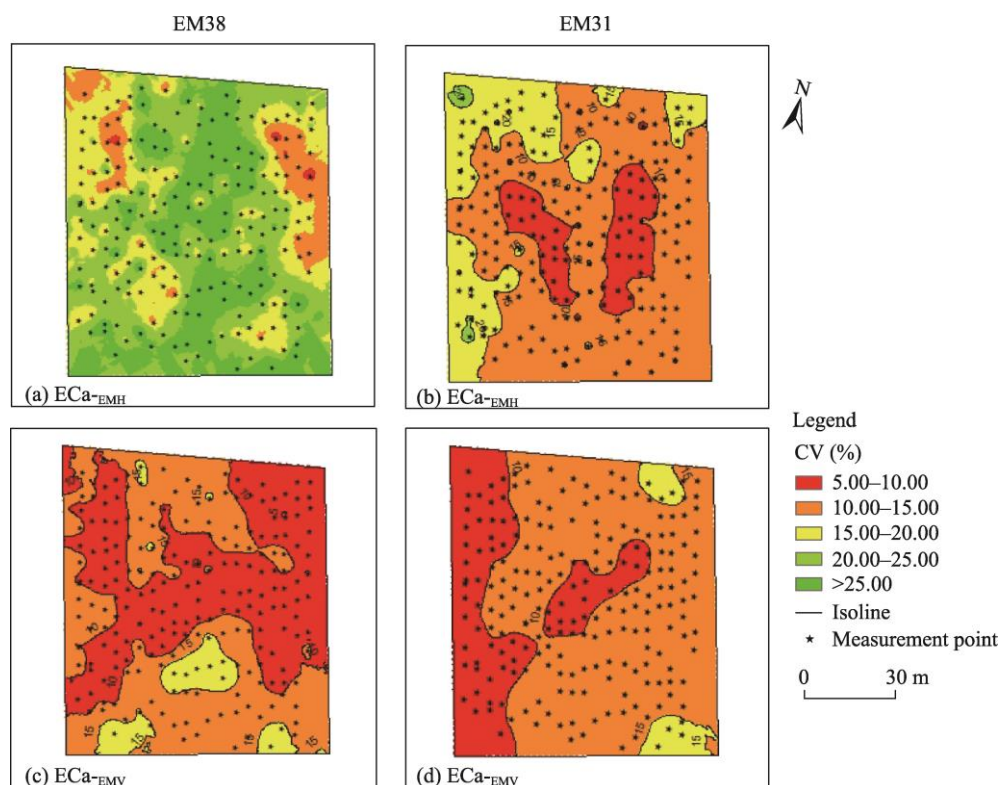 EM38
EM31
N
(a) ECa-EMH
(b) ECa-EMH
(c) ECa-EMV
(d) ECa-EMV
Legend
CV (%)
5.00–10.00
10.00–15.00
15.00–20.00
20.00–25.00
>25.00
Isoline
Measurement point
0 30 m